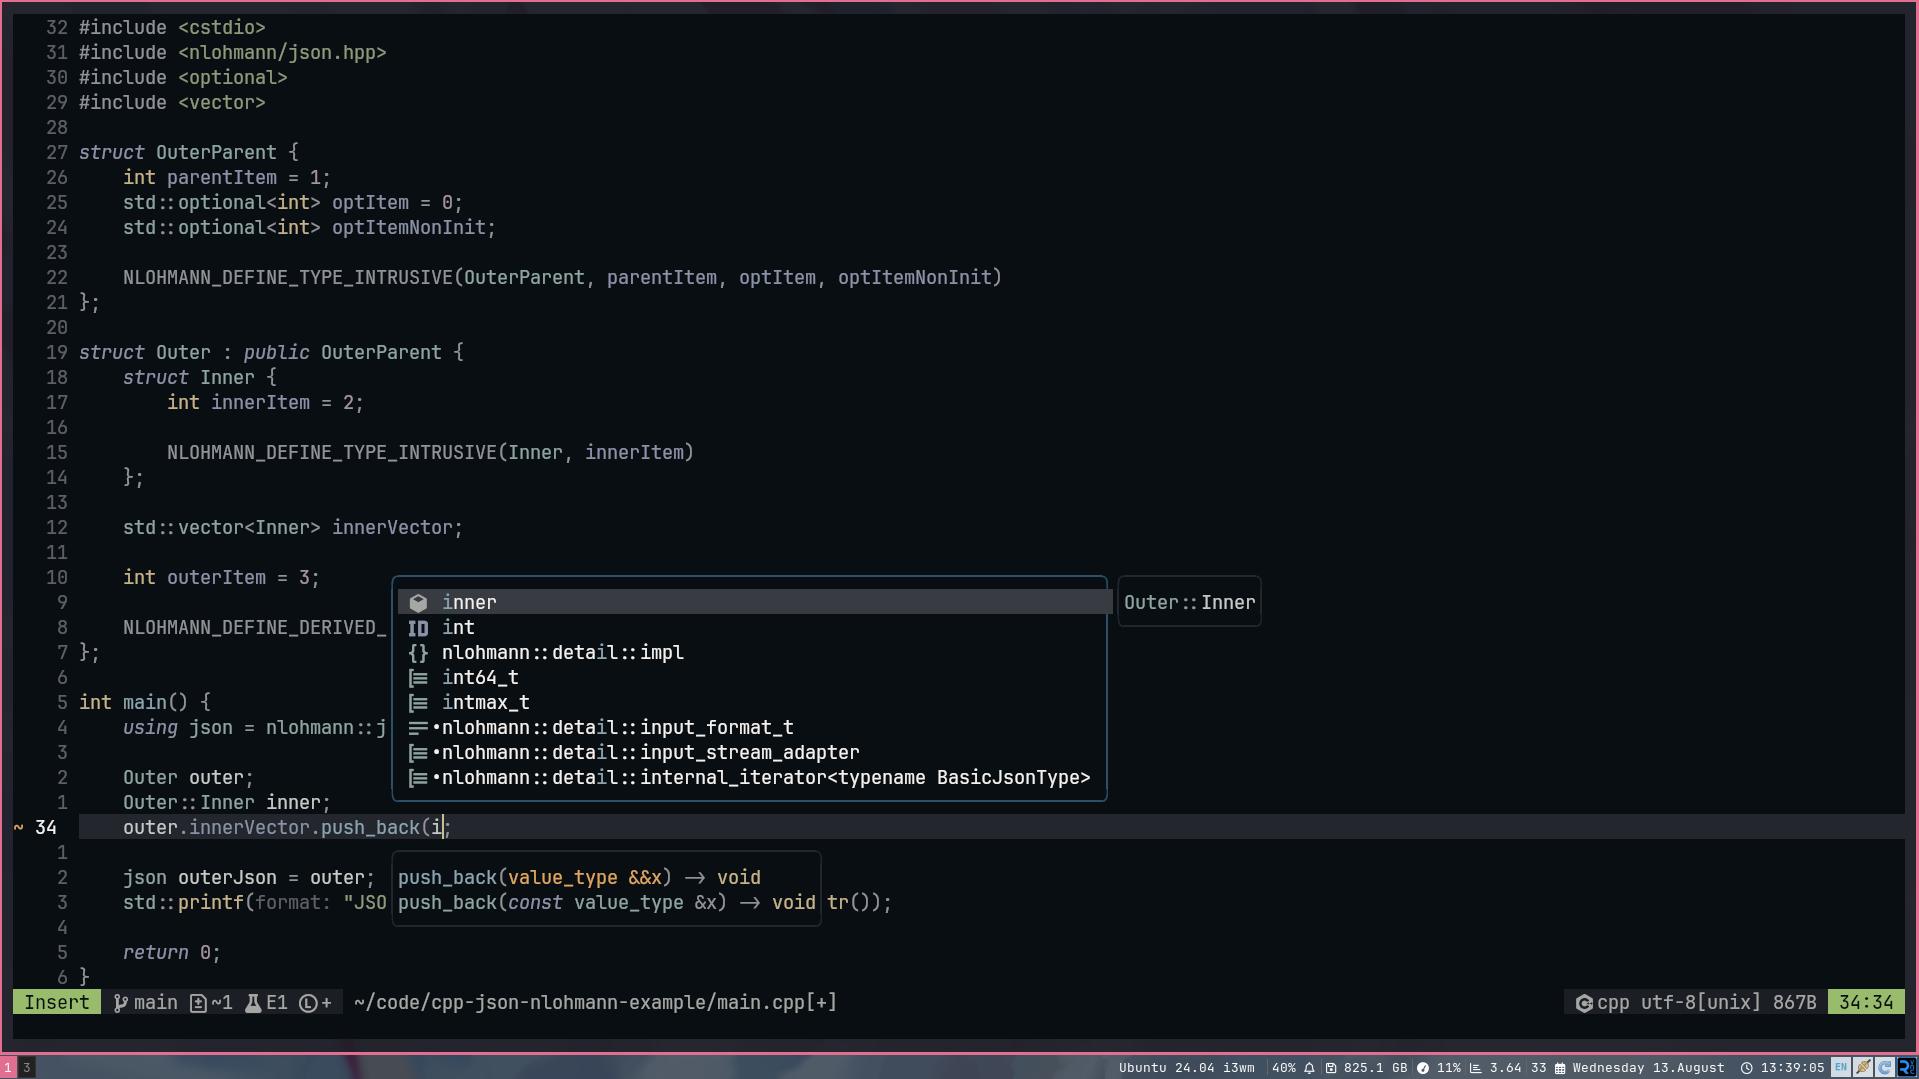 32 #include <cstdio>
31 #include <nlohmann/json.hpp>
30 #include <optional>
29 #include <vector>
28
27 struct OuterParent {
26     int parentItem = 1;
25     std::optional<int> optItem = 0;
24     std::optional<int> optItemNonInit;
23
22     NLOHMANN_DEFINE_TYPE_INTRUSIVE(OuterParent, parentItem, optItem, optItemNonInit)
21 };
20
19 struct Outer : public OuterParent {
18     struct Inner {
17         int innerItem = 2;
16
15         NLOHMANN_DEFINE_TYPE_INTRUSIVE(Inner, innerItem)
14     };
13
12     std::vector<Inner> innerVector;
11
10     int outerItem = 3;
9
8     NLOHMANN_DEFINE_DERIVED_
7 };
6
5 int main() {
4     using json = nlohmann::j
3
2     Outer outer;
1     Outer::Inner inner;
~ 34     outer.innerVector.push_back(i;
1
2     json outerJson = outer;
3     std::printf(format: "JSO
4
5     return 0;
6 }
inner
int
nlohmann::detail::impl
int64_t
intmax_t
•nlohmann::detail::input_format_t
•nlohmann::detail::input_stream_adapter
•nlohmann::detail::internal_iterator<typename BasicJsonType>
Outer::Inner
push_back(value_type &&x) -> void
push_back(const value_type &x) -> void
tr());
Insert main ~1 E1 + ~/code/cpp-json-nlohmann-example/main.cpp[+] cpp utf-8[unix] 867B 34:34
1 3 Ubuntu 24.04 i3wm 40% 825.1 GB 11% 3.64 33 Wednesday 13.August 13:39:05 EN